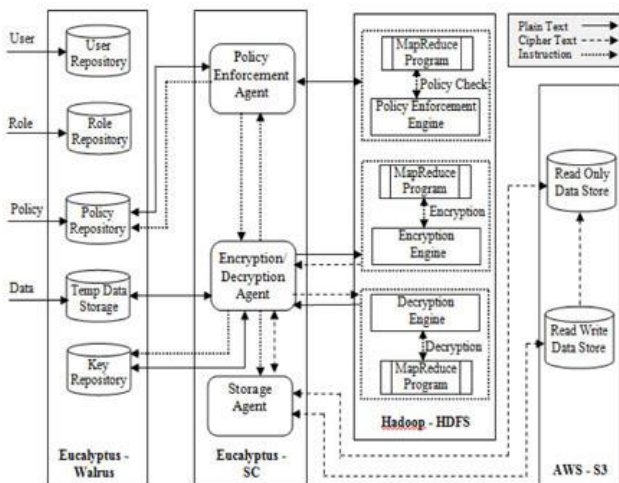 User
User
Repository
Role
Role
Repository
Policy
Policy
Repository
Data
Temp Data
Storage
Key
Repository
Eucalyptus -
Walrus
Policy
Enforcement
Agent
Encryption/
Decryption
Agent
Storage
Agent
Eucalyptus -
SC
MapReduce
Program
Policy Check
Policy Enforcement
Engine
MapReduce
Program
Encryption
Encryption
Engine
Decryption
Engine
Decryption
MapReduce
Program
Hadoop - HDFS
Plain Text
Cipher Text
Instruction
Read Only
Data Store
Read Write
Data Store
AWS - S3